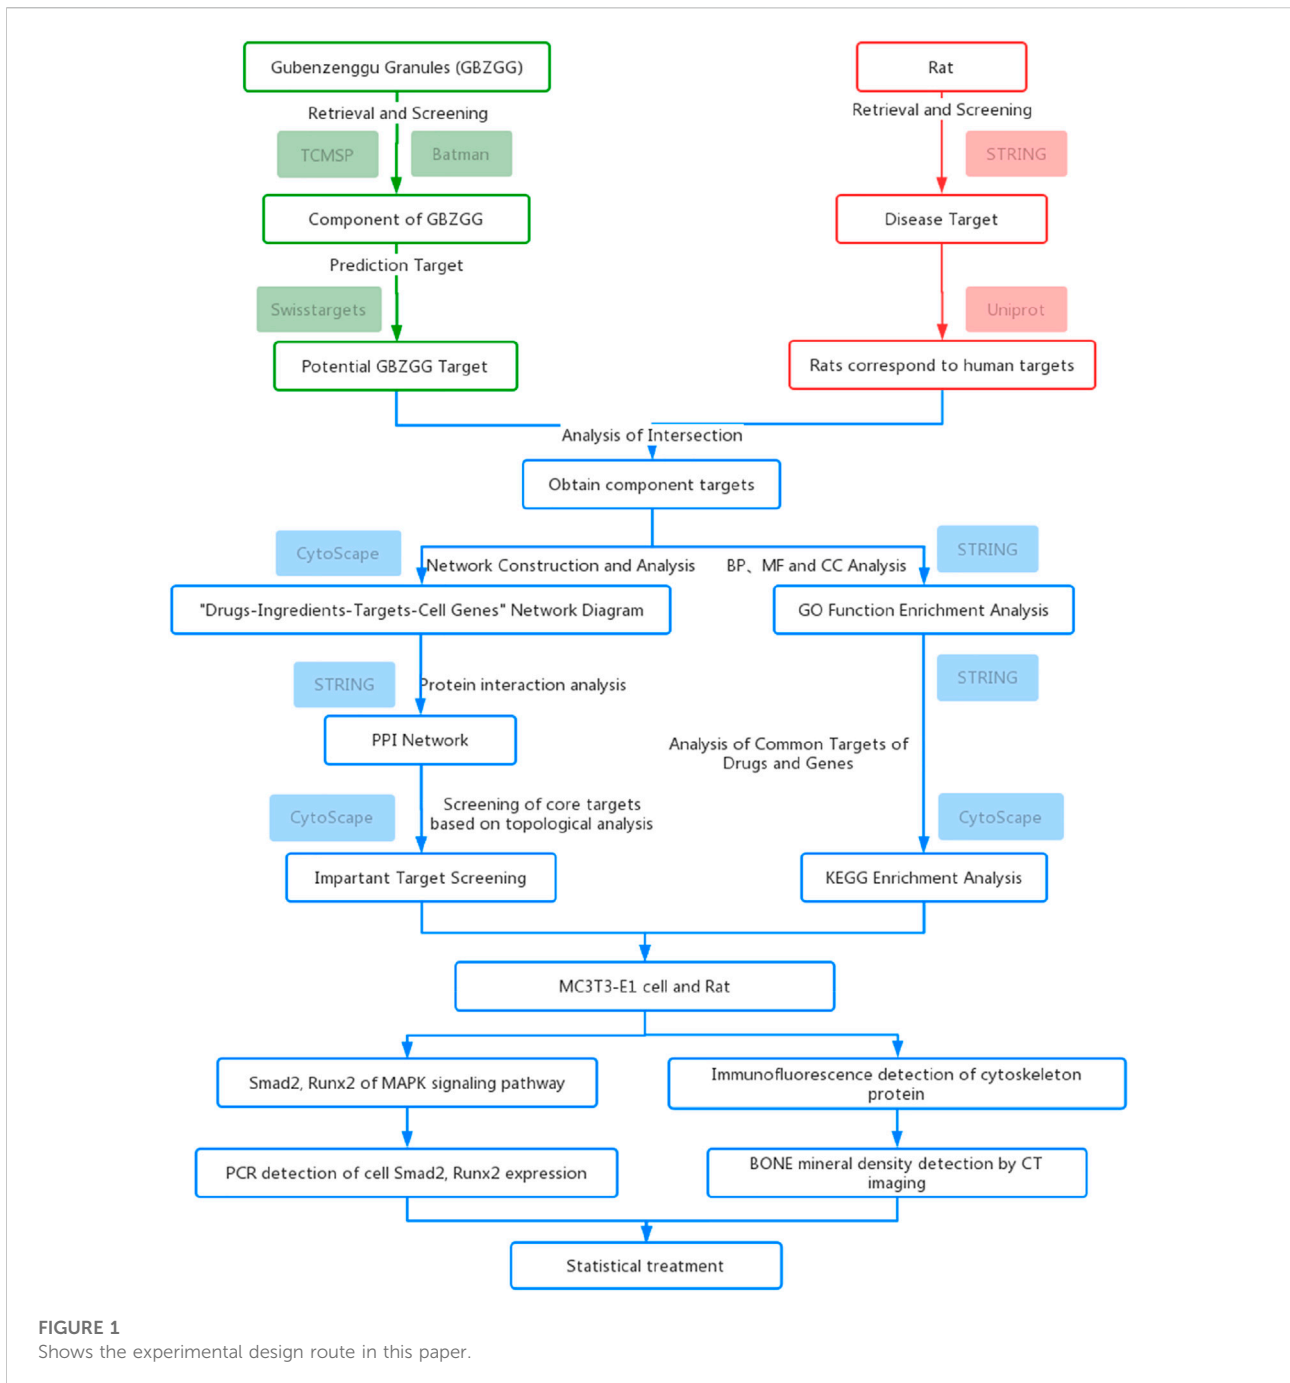 Gubenzenggu Granules (GBZGG)
Rat
Retrieval and Screening
Retrieval and Screening
TCMSP
Batman
STRING
Component of GBZGG
Disease Target
Prediction Target
Swisstargets
Uniprot
Potential GBZGG Target
Rats correspond to human targets
Analysis of Intersection
Obtain component targets
CytoScape
STRING
Network Construction and Analysis
BP、MF and CC Analysis
"Drugs-Ingredients-Targets-Cell Genes" Network Diagram
GO Function Enrichment Analysis
STRING
Protein interaction analysis
STRING
PPI Network
Analysis of Common Targets of
Drugs and Genes
CytoScape
Screening of core targets
based on topological analysis
CytoScape
Impartant Target Screening
KEGG Enrichment Analysis
MC3T3-E1 cell and Rat
Smad2, Runx2 of MAPK signaling pathway
Immunofluorescence detection of cytoskeleton
protein
PCR detection of cell Smad2, Runx2 expression
BONE mineral density detection by CT
imaging
Statistical treatment
FIGURE 1
Shows the experimental design route in this paper.